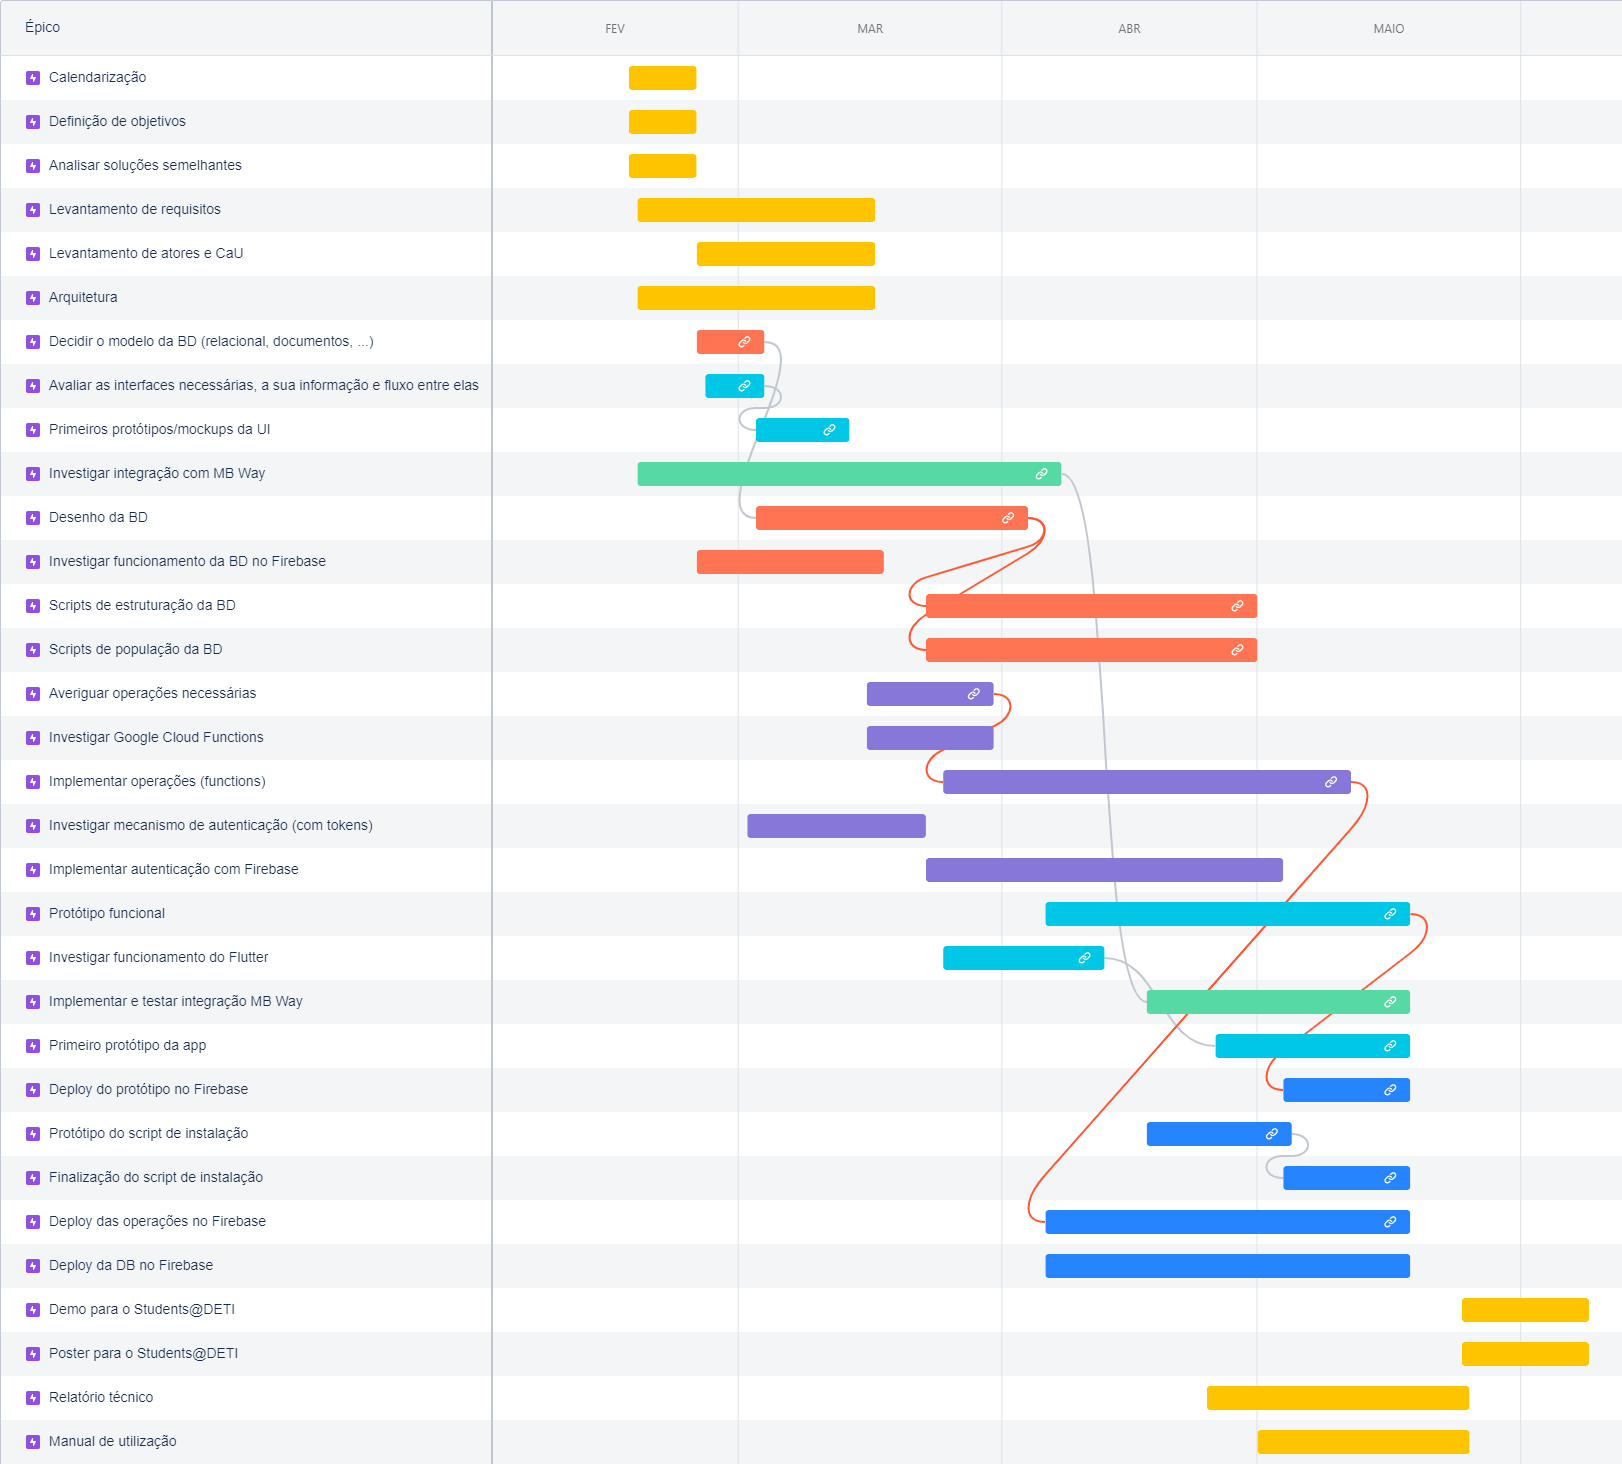 Épico
FEV
MAR
ABR
MAIO
Calendarização
Definição de objetivos
Analisar soluções semelhantes
Levantamento de requisitos
Levantamento de atores e CaU
Arquitetura
Decidir o modelo da BD (relacional, documentos, ...)
Avaliar as interfaces necessárias, a sua informação e fluxo entre elas
Primeiros protótipos/mockups da UI
Investigar integração com MB Way
Desenho da BD
Investigar funcionamento da BD no Firebase
Scripts de estruturação da BD
Scripts de população da BD
Averiguar operações necessárias
Investigar Google Cloud Functions
Implementar operações (functions)
Investigar mecanismo de autenticação (com tokens)
Implementar autenticação com Firebase
Protótipo funcional
Investigar funcionamento do Flutter
Implementar e testar integração MB Way
Primeiro protótipo da app
Deploy do protótipo no Firebase
Protótipo do script de instalação
Finalização do script de instalação
Deploy das operações no Firebase
Deploy da DB no Firebase
Demo para o Students@DETI
Poster para o Students@DETI
Relatório técnico
Manual de utilização